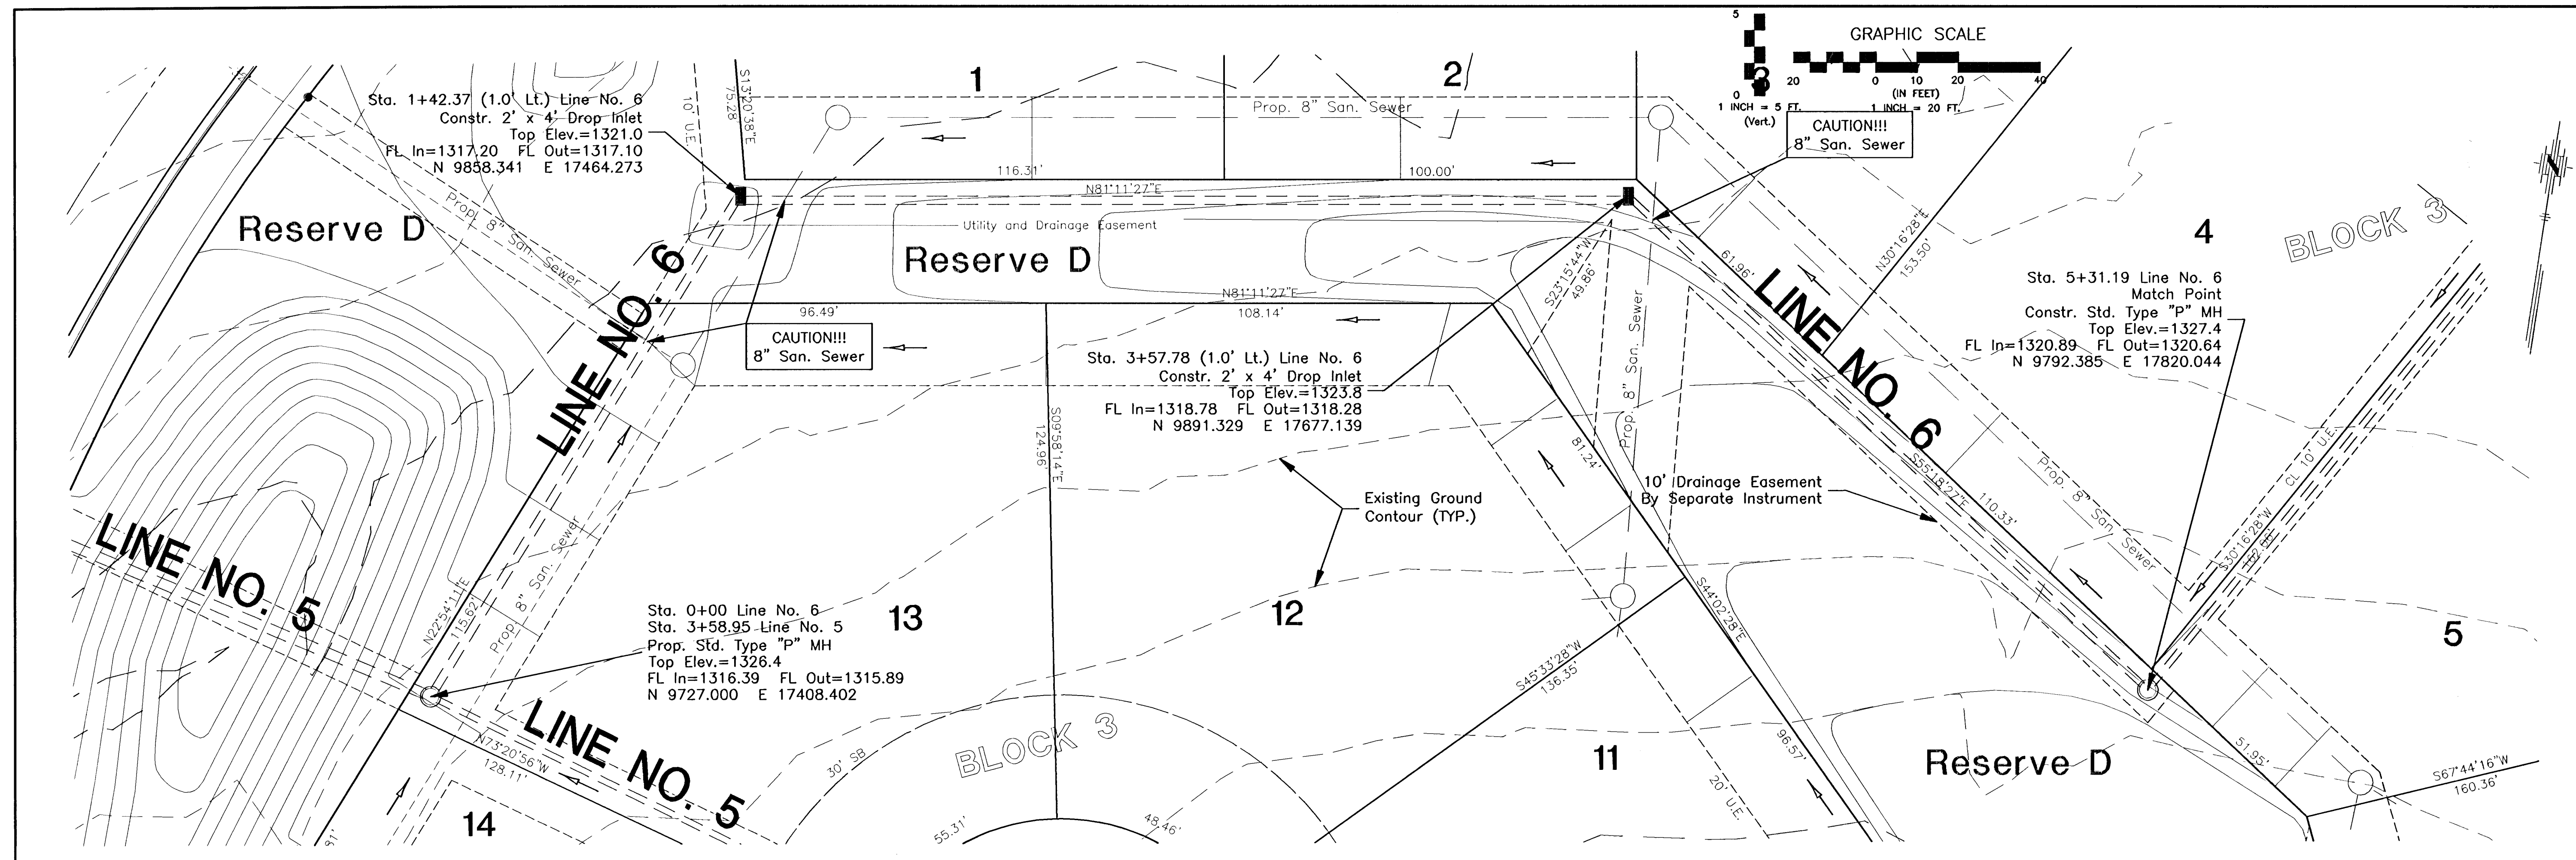 5
0
1 INCH = 5 FT.
(Vert.)
GRAPHIC SCALE
20 0 10 20 40
(IN FEET)
1 INCH = 20 FT.
3
1
2
4
5
Sta. 1+42.37 (1.0' Lt.) Line No. 6
Constr. 2' x 4' Drop Inlet
Top Elev.=1321.0
FL In=1317.20 FL Out=1317.10
N 9858.341 E 17464.273
10' U.E.
S13°20'38"E
75.28'
Prop. 8" San. Sewer
CAUTION!!!
8" San. Sewer
116.31'
100.00'
N81°11'27"E
Utility and Drainage Easement
Reserve D
Reserve D
Prop. 8" San. Sewer
LINE NO. 6
96.49'
N81°11'27"E
108.14'
CAUTION!!!
8" San. Sewer
S23°15'44"W
49.86'
61.96'
N30°16'28"E
153.50'
LINE NO. 6
BLOCK 3
Sta. 5+31.19 Line No. 6
Match Point
Constr. Std. Type "P" MH
Top Elev.=1327.4
FL In=1320.89 FL Out=1320.64
N 9792.385 E 17820.044
Sta. 3+57.78 (1.0' Lt.) Line No. 6
Constr. 2' x 4' Drop Inlet
Top Elev.=1323.8
FL In=1318.78 FL Out=1318.28
N 9891.329 E 17677.139
Prop. 8" San. Sewer
S09°58'14"E
124.96'
81.24'
Existing Ground
Contour (TYP.)
10' Drainage Easement
By Separate Instrument
S55°18'27"E
110.33'
Prop. 8" San. Sewer
CL 10' U.E.
S30°16'28"W
LINE NO. 5
N22°54'11"E
115.62'
Prop. 8" San. Sewer
Sta. 0+00 Line No. 6
Sta. 3+58.95 Line No. 5
Prop. Std. Type "P" MH
Top Elev.=1326.4
FL In=1316.39 FL Out=1315.89
N 9727.000 E 17408.402
13
12
11
14
S44°02'28"E
S45°33'28"W
136.35'
96.57'
20' U.E.
LINE NO. 5
N73°20'56"W
128.11'
30' SB
BLOCK 3
55.31'
48.46'
Reserve D
51.95'
S67°44'16"W
160.36'